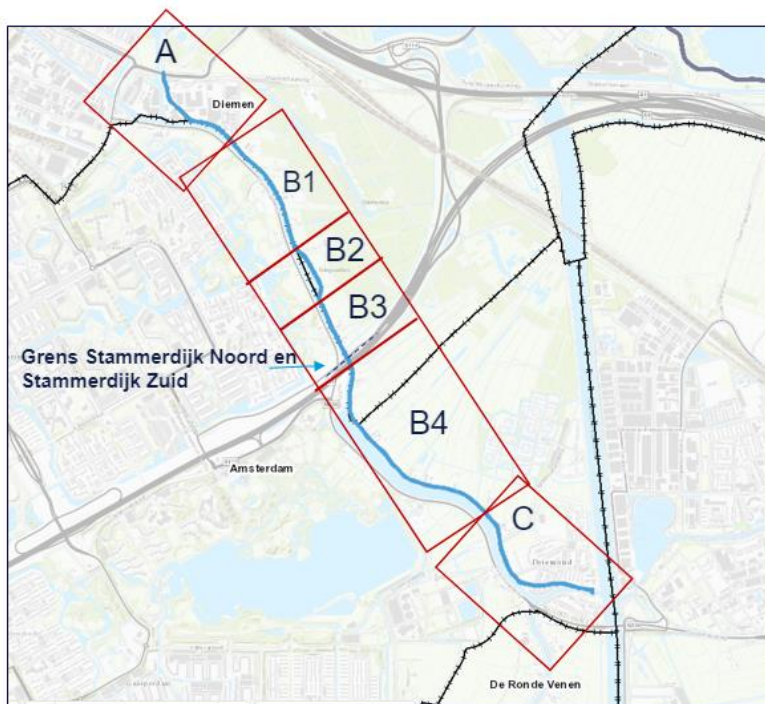 A
Diemen
B1
B2
B3
Grens Stammerdijk Noord en
Stammerdijk Zuid
B4
Amsterdam
C
Driemond
De Ronde Venen